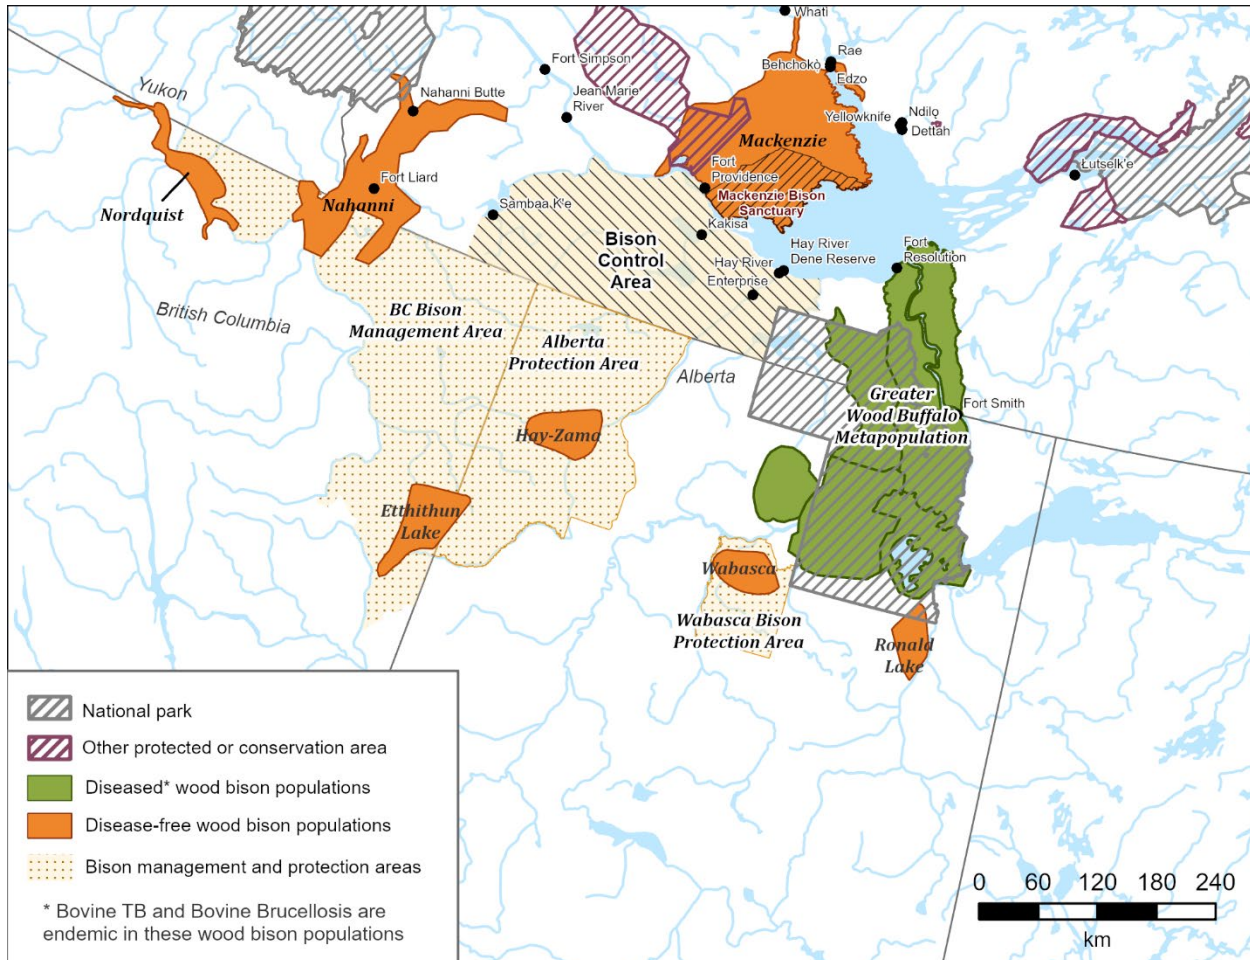 Whatì
Rae
Behchokò
Edzo
Fort Simpson
Yukon
Nahanni Butte
Jean Marie
River
Yellowknife
Ndilǫ
Dettah
Mackenzie
Łutselk'e
Fort
Providence
Fort Liard
Nordquist
Nahanni
Mackenzie Bison
Sanctuary
Sambaa K'e
Kakisa
Bison
Control
Area
Hay River
Dene Reserve
Hay River
Enterprise
Fort
Resolution
British Columbia
BC Bison
Management Area
Alberta
Protection Area
Alberta
Greater
Wood Buffalo
Metapopulation
Fort Smith
Hay-Zama
Etthithun
Lake
Wabasca
Wabasca Bison
Protection Area
Ronald
Lake
National park
Other protected or conservation area
Diseased* wood bison populations
Disease-free wood bison populations
Bison management and protection areas
* Bovine TB and Bovine Brucellosis are
endemic in these wood bison populations
0 60 120 180 240
km